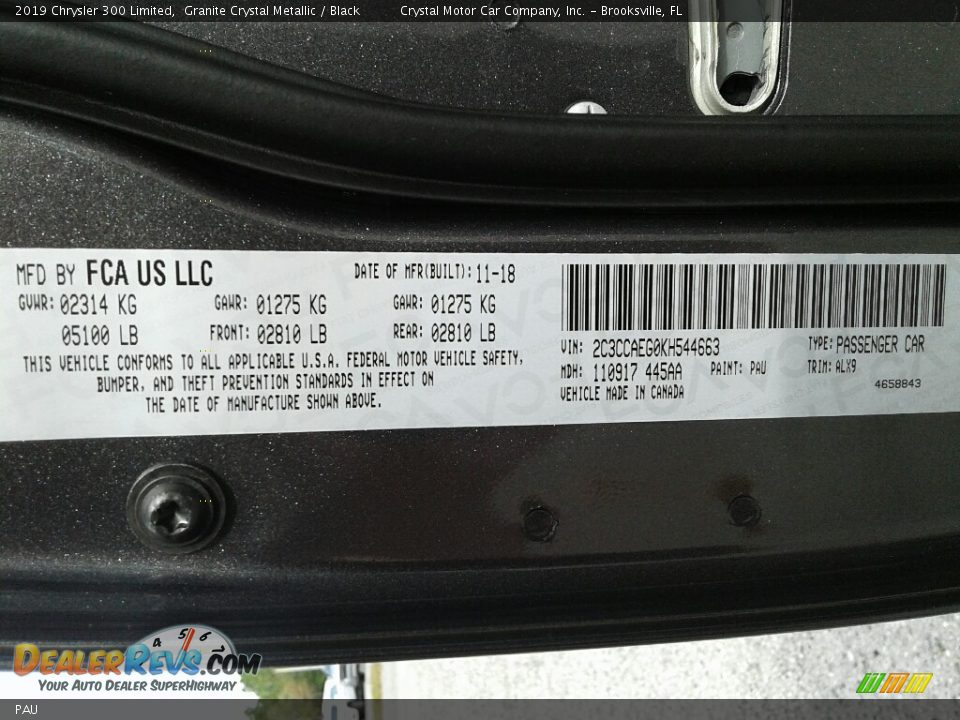 2019 Chrysler 300 Limited, Granite Crystal Metallic / Black Crystal Motor Car Company, Inc. - Brooksville, FL
MFD BY FCA US LLC DATE OF MFR(BUILT): 11-18
GVWR: 02314 KG GAWR: 01275 KG GAWR: 01275 KG
05100 LB FRONT: 02810 LB REAR: 02810 LB
THIS VEHICLE CONFORMS TO ALL APPLICABLE U.S.A. FEDERAL MOTOR VEHICLE SAFETY,
BUMPER, AND THEFT PREVENTION STANDARDS IN EFFECT ON
THE DATE OF MANUFACTURE SHOWN ABOVE.
VIN: 2C3CCAEG0KH544663 TYPE: PASSENGER CAR
MDH: 110917 445AA PAINT: PAU TRIM: ALX9
VEHICLE MADE IN CANADA 4658843
4 5 6
DealerRevs.com
Your Auto Dealer SuperHighway
PAU